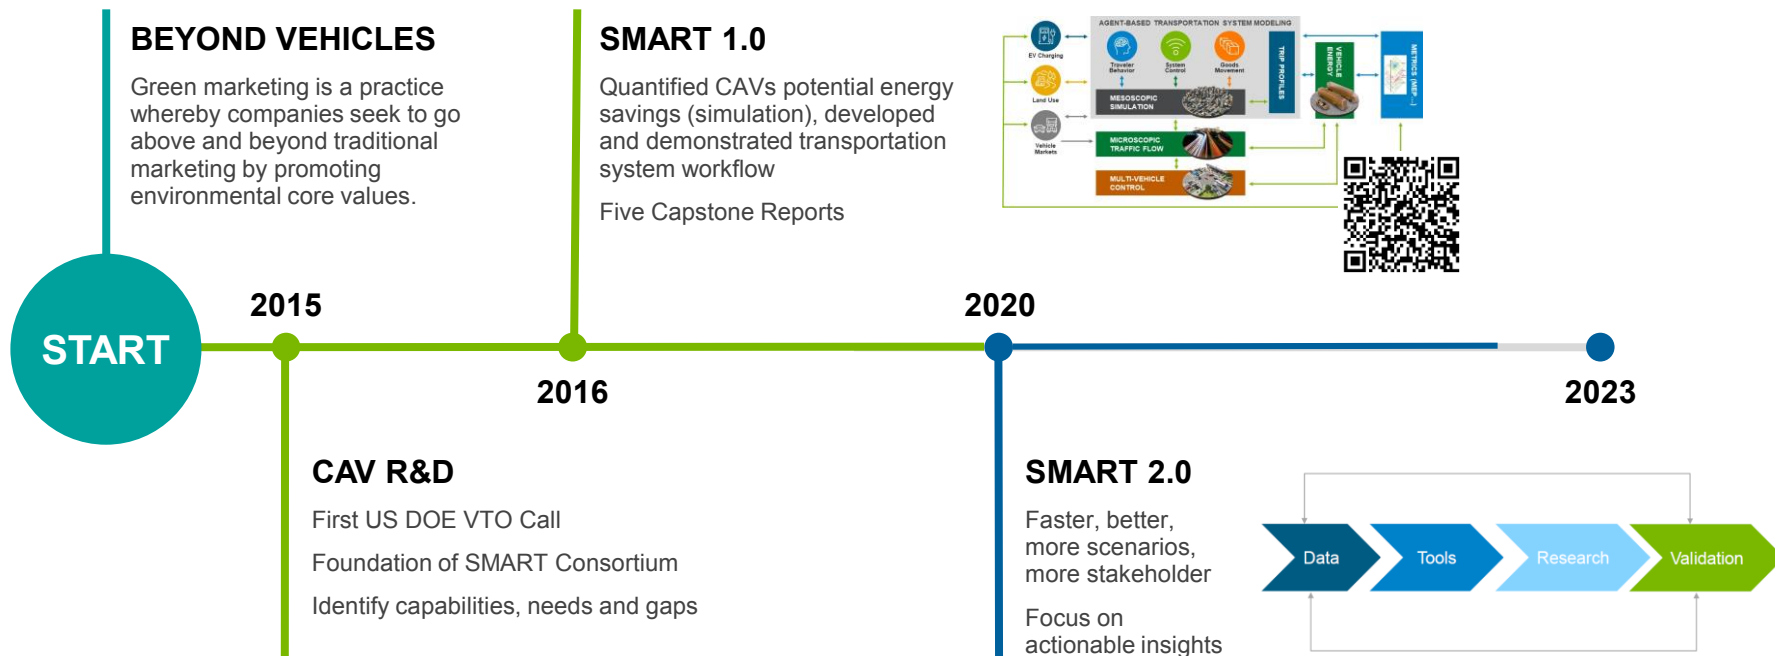 BEYOND VEHICLES
Green marketing is a practice
whereby companies seek to go
above and beyond traditional
marketing by promoting
environmental core values.
SMART 1.0
Quantified CAVs potential energy
savings (simulation), developed
and demonstrated transportation
system workflow
Five Capstone Reports
AGENT-BASED TRANSPORTATION SYSTEM MODELING
EV Charging
Land Use
Vehicle
Markets
Traveler
Behavior
System
Control
Goods
Movement
MESOSCOPIC
SIMULATION
MICROSCOPIC
TRAFFIC FLOW
MULTI-VEHICLE
CONTROL
TRIP PROFILES
VEHICLE
ENERGY
METRICS (MEP...)
START
2015
2016
2020
2023
CAV R&D
First US DOE VTO Call
Foundation of SMART Consortium
Identify capabilities, needs and gaps
SMART 2.0
Faster, better,
more scenarios,
more stakeholder
Focus on
actionable insights
Data
Tools
Research
Validation